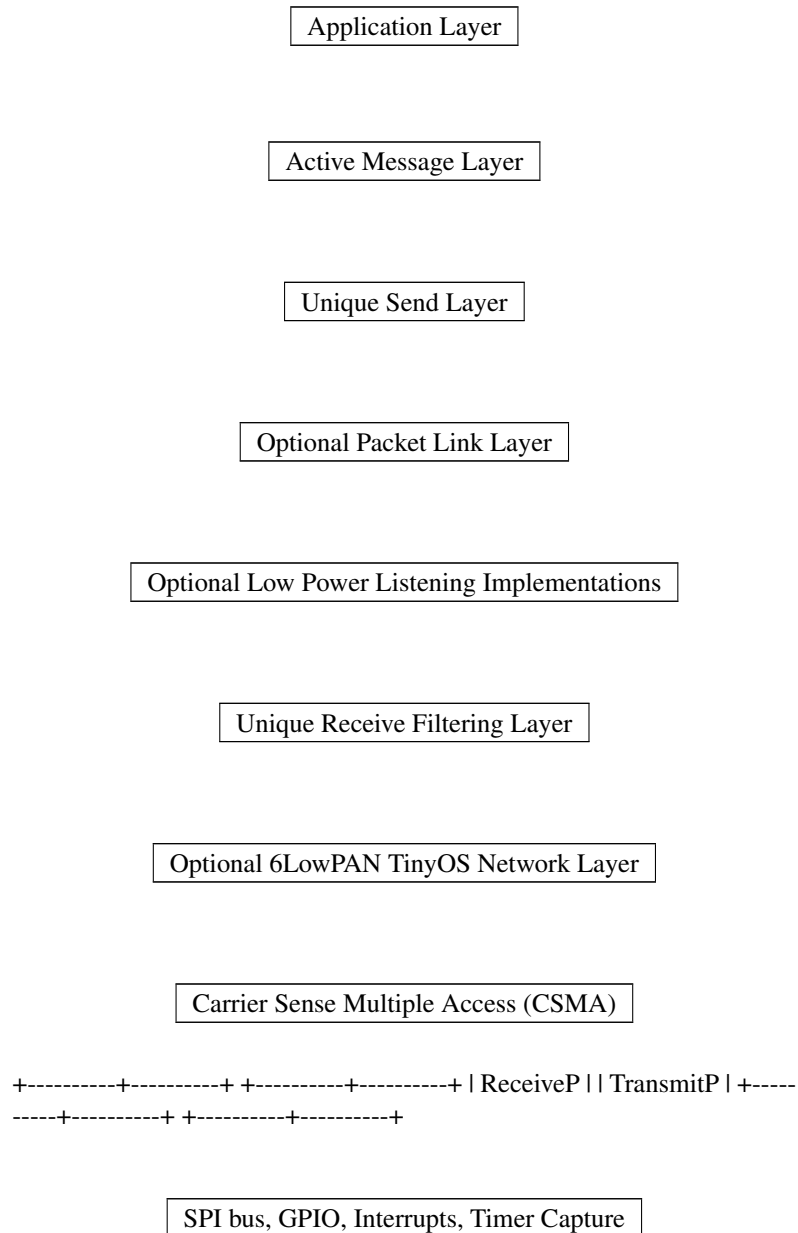 Application Layer
Active Message Layer
Unique Send Layer
Optional Packet Link Layer
Optional Low Power Listening Implementations
Unique Receive Filtering Layer
Optional 6LowPAN TinyOS Network Layer
Carrier Sense Multiple Access (CSMA)
+----------+----------+ +----------+----------+ | ReceiveP | | TransmitP | +-----
-----+----------+ +----------+----------+
SPI bus, GPIO, Interrupts, Timer Capture